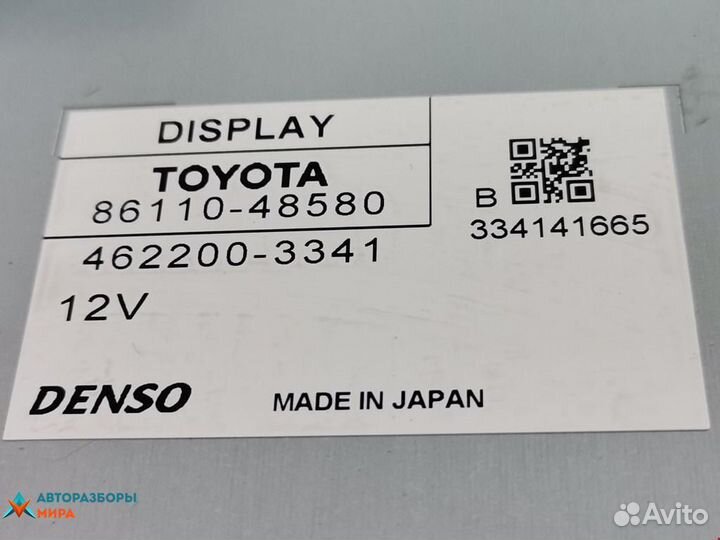 DISPLAY
TOYOTA
86110-48580
462200-3341
12V
B
334141665
DENSO
MADE IN JAPAN
АВТОРАЗБОРЫ
МИРА
Avito